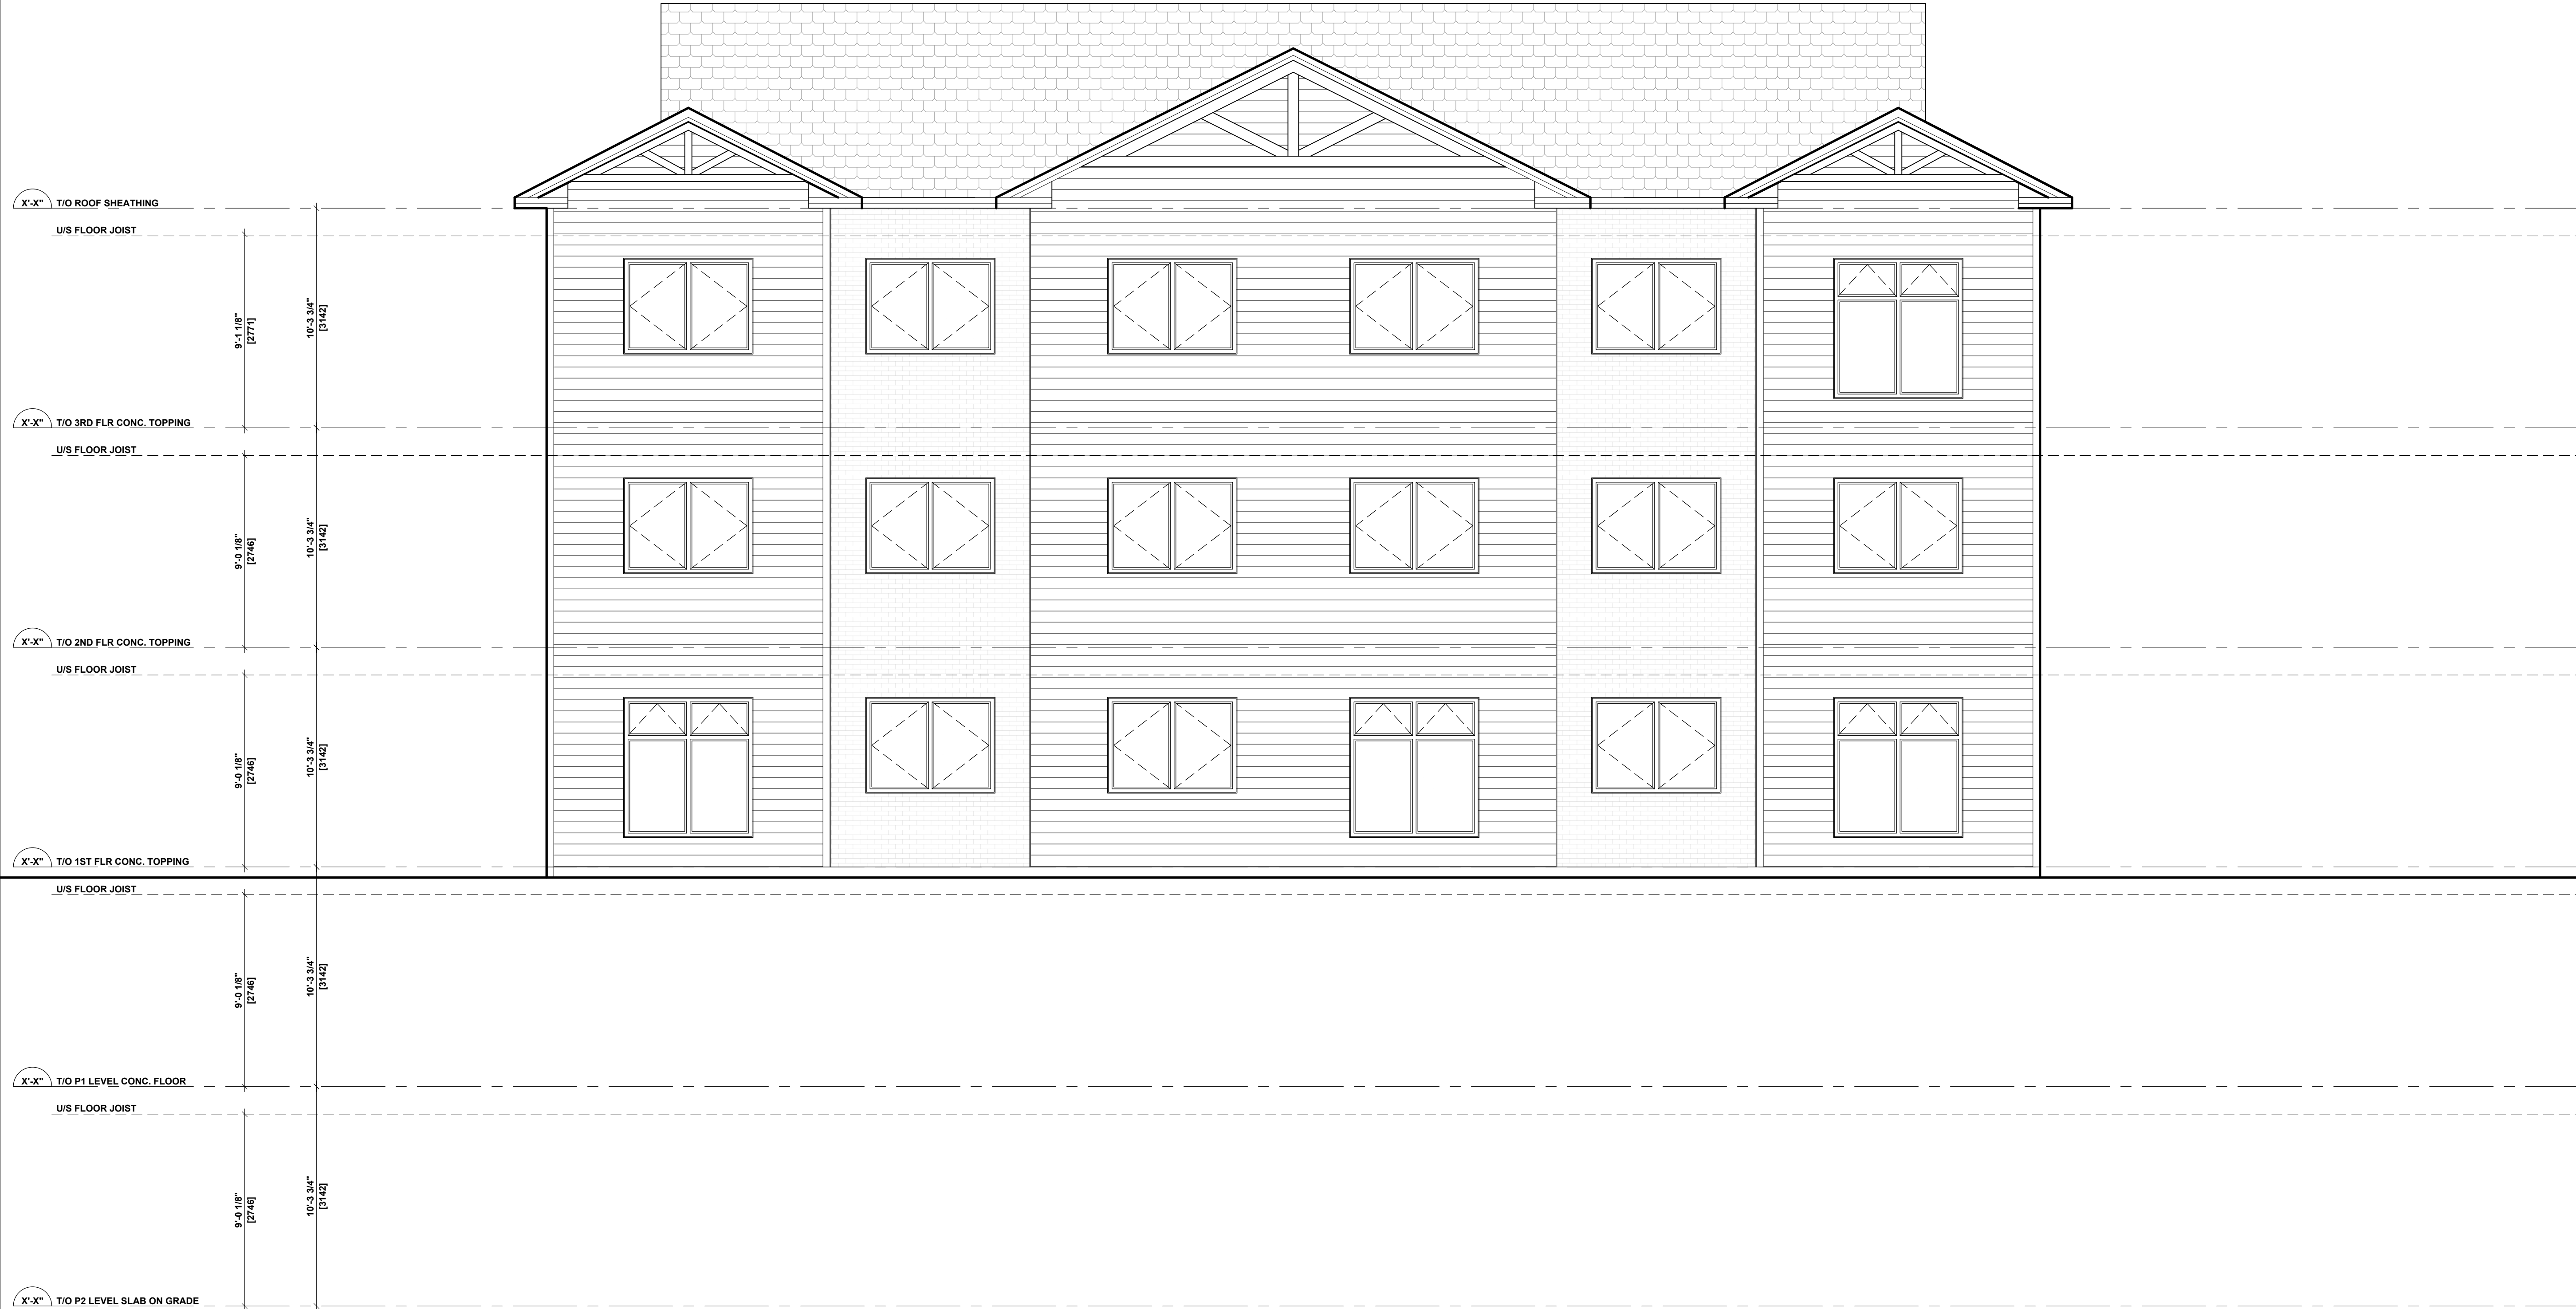 X'-X" T/O ROOF SHEATHING
U/S FLOOR JOIST
9'-1 1/8"
[2771]
10'-3 3/4"
[3142]
X'-X" T/O 3RD FLR CONC. TOPPING
U/S FLOOR JOIST
9'-0 1/8"
[2746]
10'-3 3/4"
[3142]
X'-X" T/O 2ND FLR CONC. TOPPING
U/S FLOOR JOIST
9'-0 1/8"
[2746]
10'-3 3/4"
[3142]
X'-X" T/O 1ST FLR CONC. TOPPING
U/S FLOOR JOIST
9'-0 1/8"
[2746]
10'-3 3/4"
[3142]
X'-X" T/O P1 LEVEL CONC. FLOOR
U/S FLOOR JOIST
9'-0 1/8"
[2746]
10'-3 3/4"
[3142]
X'-X" T/O P2 LEVEL SLAB ON GRADE